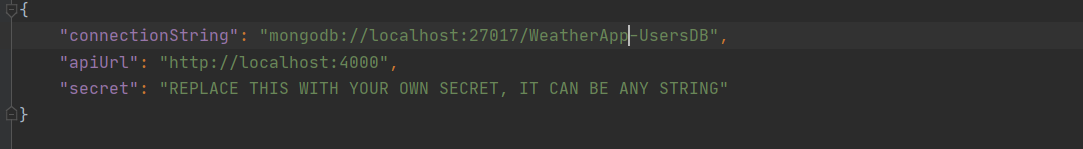 {
"connectionString": "mongodb://localhost:27017/WeatherApp-UsersDB",
"apiUrl": "http://localhost:4000",
"secret": "REPLACE THIS WITH YOUR OWN SECRET, IT CAN BE ANY STRING"
}